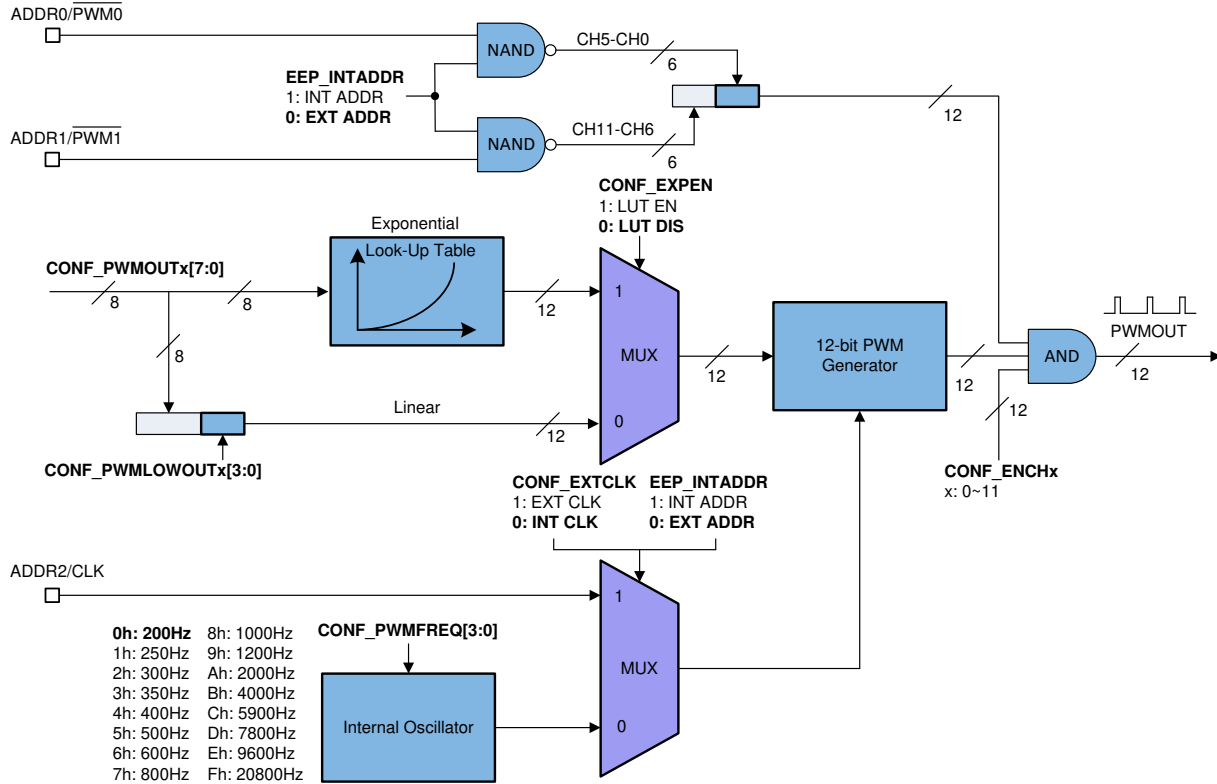 ADDR0/PWM0
NAND
CH5-CH0
6
EEP_INTADDR
1: INT ADDR
0: EXT ADDR
12
ADDR1/PWM1
NAND
CH11-CH6
6
CONF_EXPEN
1: LUT EN
0: LUT DIS
Exponential
Look-Up Table
CONF_PWMOUTx[7:0]
8
8
12
1
8
MUX
12
12-bit PWM
Generator
12
AND
PWMOUT
12
Linear
12
0
12
CONF_PWMLOWOUTx[3:0]
CONF_ENCHx
x: 0~11
CONF_EXTCLK
1: EXT CLK
0: INT CLK
EEP_INTADDR
1: INT ADDR
0: EXT ADDR
ADDR2/CLK
1
0h: 200Hz 8h: 1000Hz
1h: 250Hz 9h: 1200Hz
2h: 300Hz Ah: 2000Hz
3h: 350Hz Bh: 4000Hz
4h: 400Hz Ch: 5900Hz
5h: 500Hz Dh: 7800Hz
6h: 600Hz Eh: 9600Hz
7h: 800Hz Fh: 20800Hz
CONF_PWMFREQ[3:0]
Internal Oscillator
MUX
0